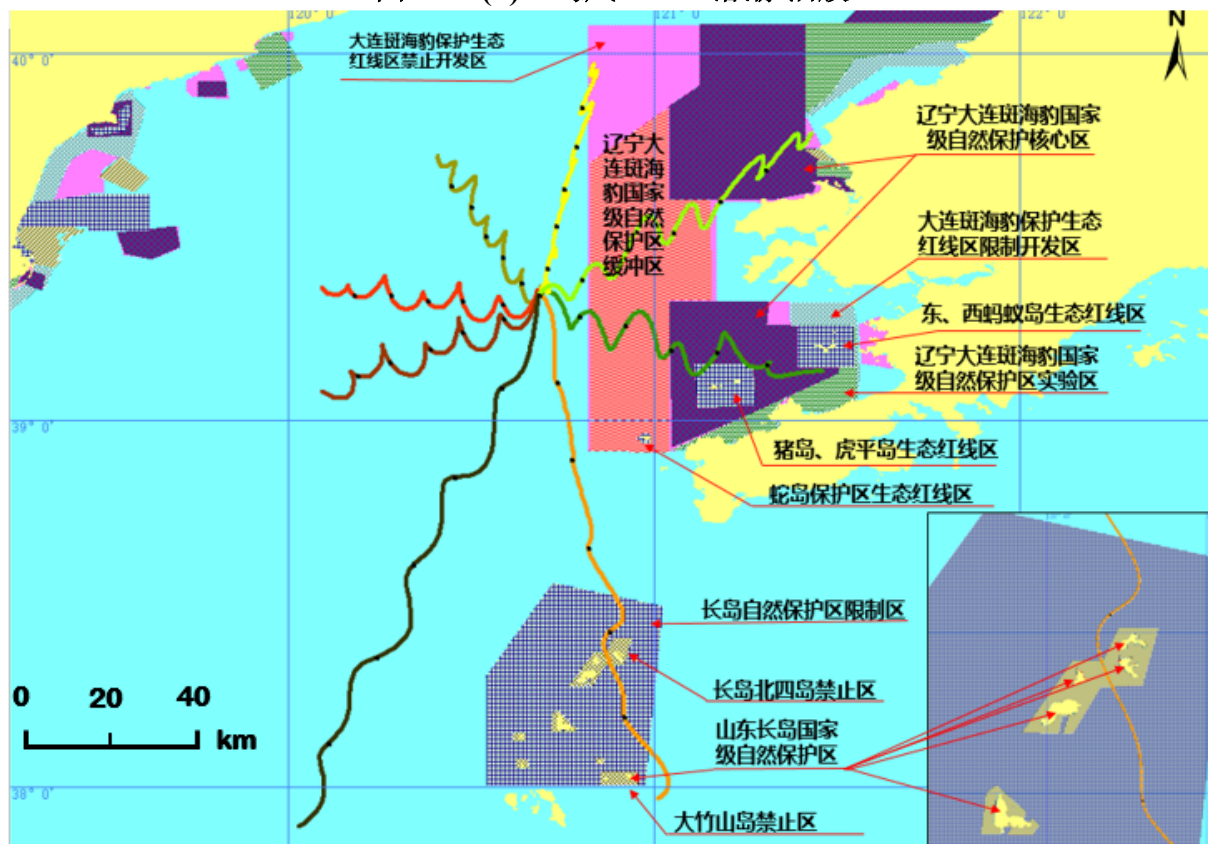 120° 0'
121° 0'
122° 0'
N
40° 0'
大连斑海豹保护生态
红线区禁止开发区
辽宁大连斑海豹国家
级自然保护核心区
辽宁大
连斑海
豹国家
级自然
保护区
缓冲区
大连斑海豹保护生态
红线区限制开发区
东、西蚂蚁岛生态红线区
辽宁大连斑海豹国家
级自然保护区实验区
39° 0'
猪岛、虎平岛生态红线区
蛇岛保护区生态红线区
长岛自然保护区限制区
长岛北四岛禁止区
山东长岛国家
级自然保护区
大竹山岛禁止区
0 20 40
km
38° 0'